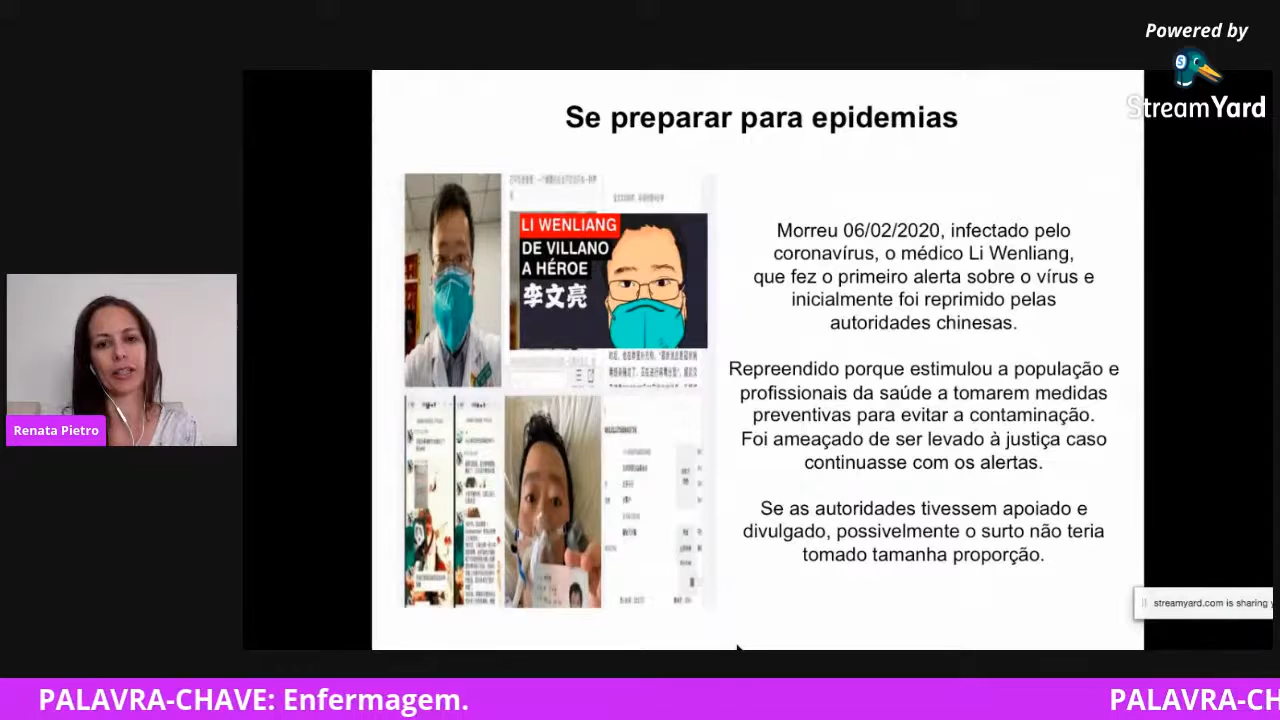 Powered by
StreamYard
Se preparar para epidemias
LI WENLIANG
DE VILLANO
A HÉROE
李文亮
Morreu 06/02/2020, infectado pelo
coronavírus, o médico Li Wenliang,
que fez o primeiro alerta sobre o vírus e
inicialmente foi reprimido pelas
autoridades chinesas.
Repreendido porque estimulou a população e
profissionais da saúde a tomarem medidas
preventivas para evitar a contaminação.
Foi ameaçado de ser levado à justiça caso
continuasse com os alertas.
Se as autoridades tivessem apoiado e
divulgado, possivelmente o surto não teria
tomado tamanha proporção.
Renata Pietro
streamyard.com is sharing y
PALAVRA-CHAVE: Enfermagem.
PALAVRA-CH